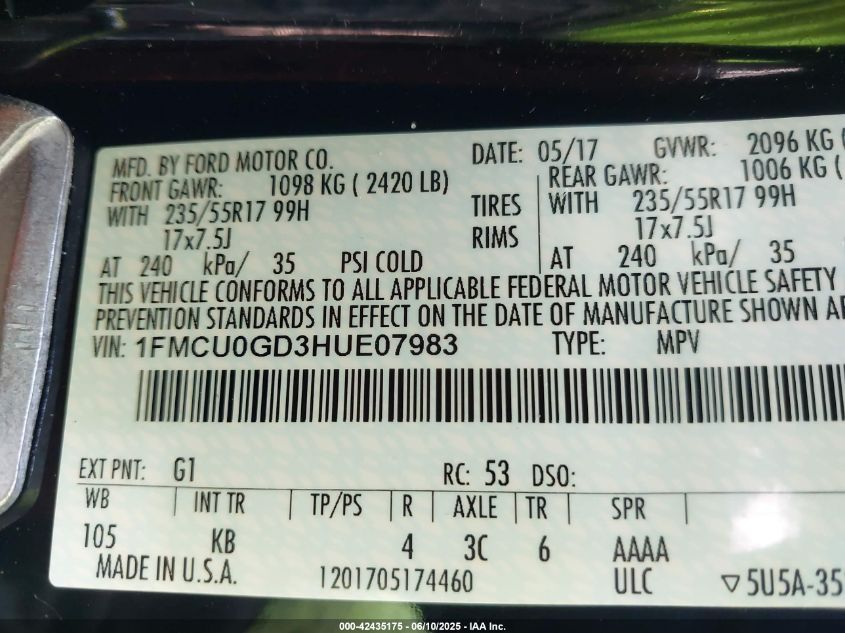 MFD. BY FORD MOTOR CO. DATE: 05/17 GVWR: 2096 KG (
FRONT GAWR: 1098 KG ( 2420 LB) REAR GAWR: 1006 KG (
WITH 235/55R17 99H TIRES WITH 235/55R17 99H
17x7.5J RIMS 17x7.5J
AT 240 kPa/ 35 PSI COLD AT 240 kPa/ 35
THIS VEHICLE CONFORMS TO ALL APPLICABLE FEDERAL MOTOR VEHICLE SAFETY
PREVENTION STANDARDS IN EFFECT ON THE DATE OF MANUFACTURE SHOWN
VIN: 1FMCU0GD3HUE07983 TYPE: MPV
EXT PNT: G1 RC: 53 DSO:
WB INT TR TP/PS R AXLE TR SPR
105 KB 4 3C 6 AAAA
MADE IN U.S.A. 1201705174460 ULC ▽5U5A-35
000-42435175 - 06/10/2025 - IAA Inc.